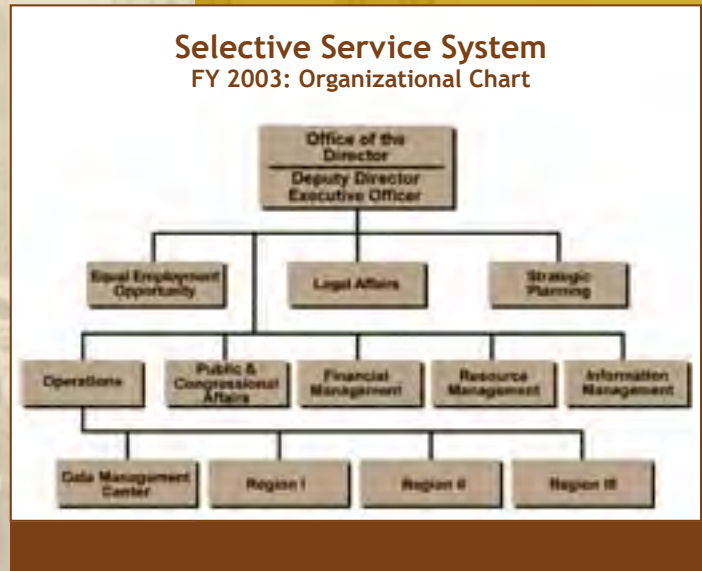 Selective Service System
FY 2003: Organizational Chart
Office of the
Director
Deputy Director
Executive Officer
Equal Employment
Opportunity
Legal Affairs
Strategic
Planning
Operations
Public &
Congressional
Affairs
Financial
Management
Resource
Management
Information
Management
Data Management
Center
Region I
Region II
Region III